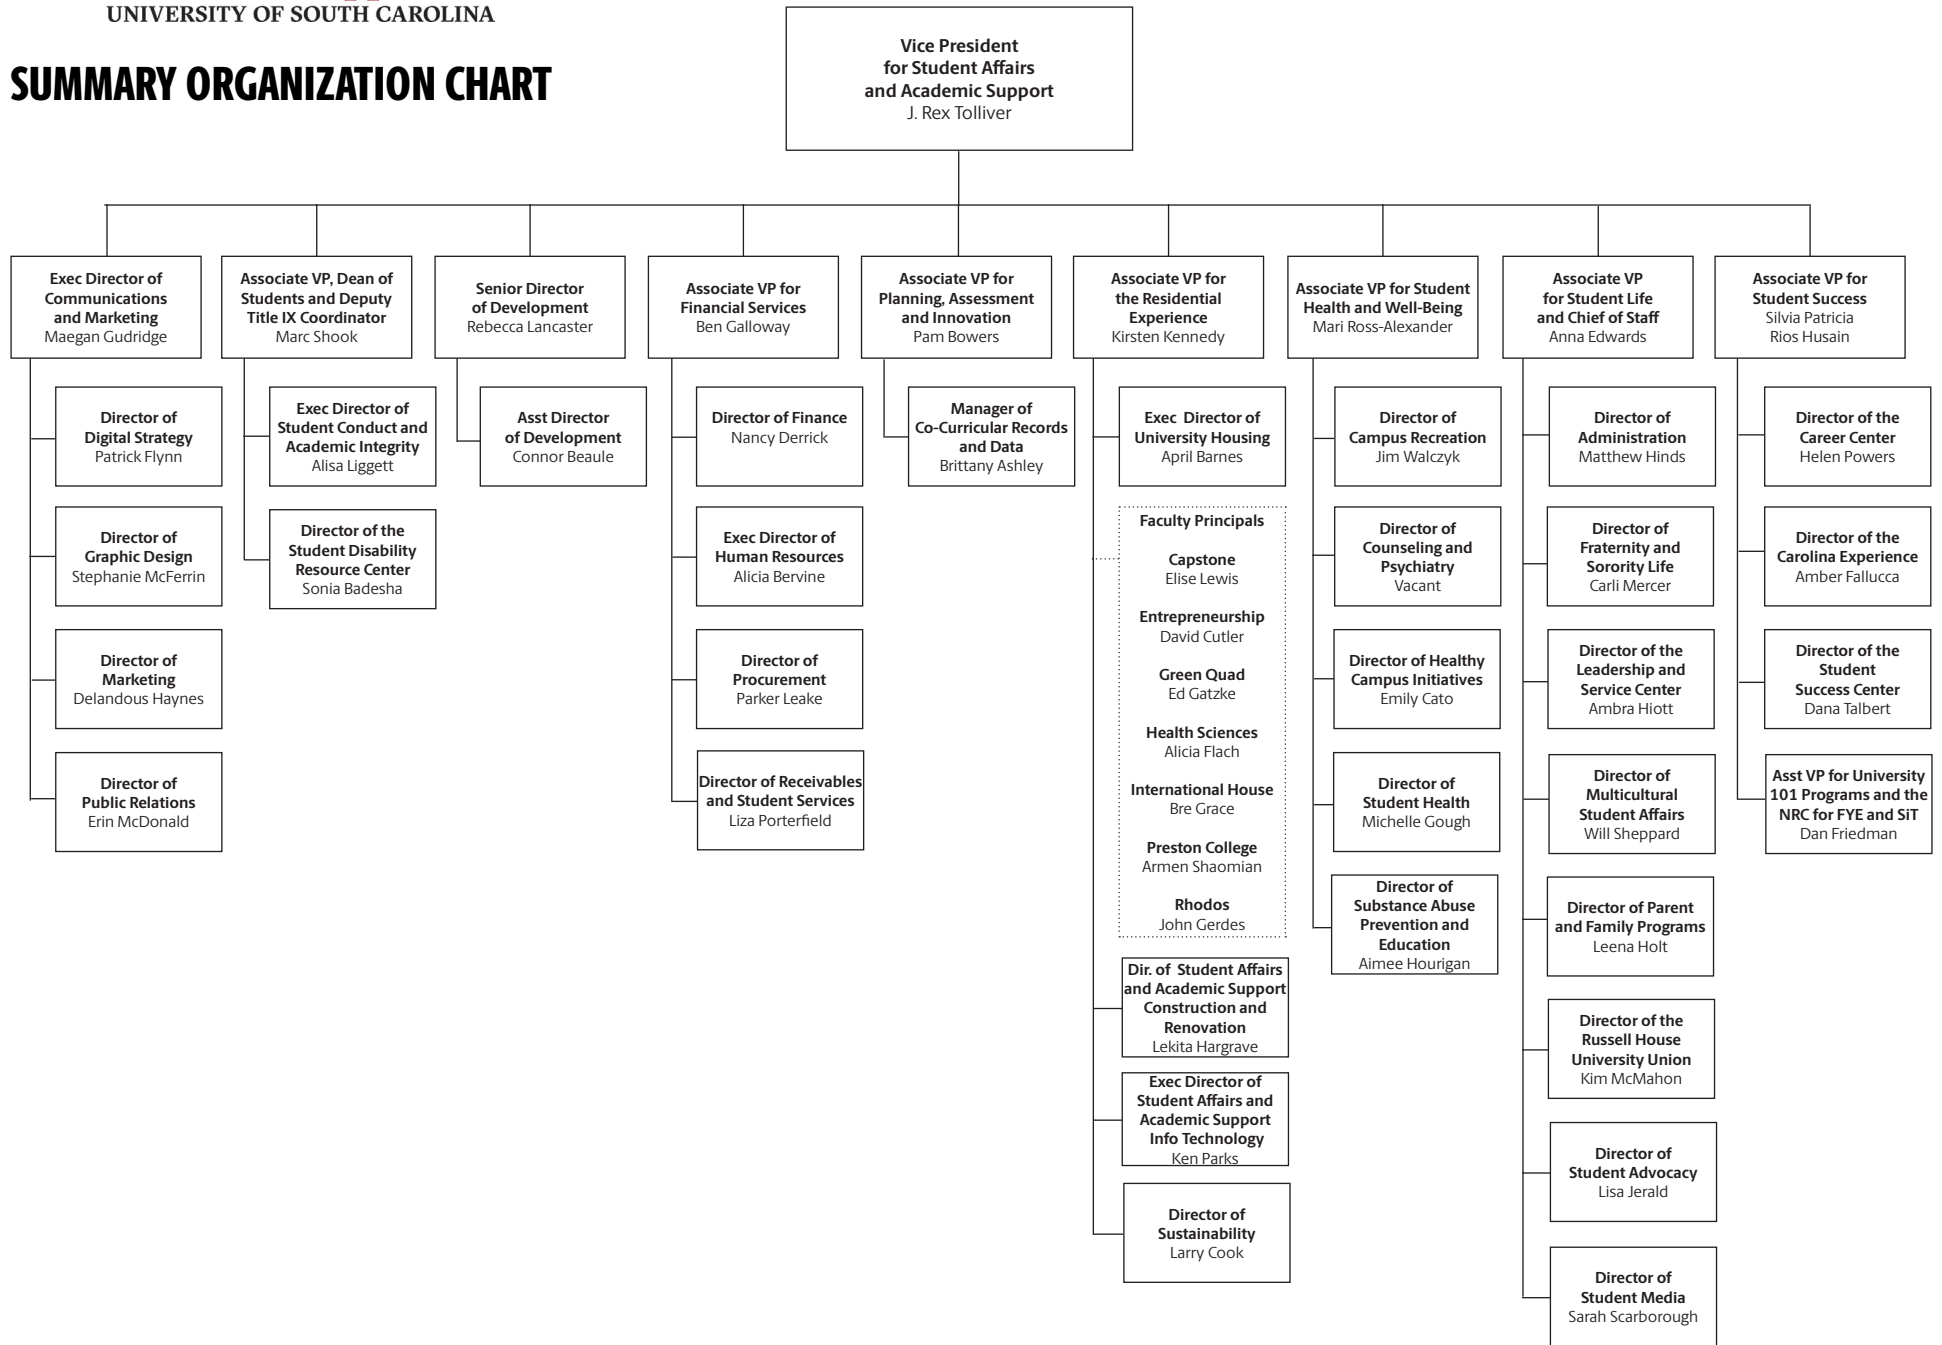 UNIVERSITY OF SOUTH CAROLINA
SUMMARY ORGANIZATION CHART
Vice President
for Student Affairs
and Academic Support
J. Rex Tolliver
Exec Director of
Communications
and Marketing
Maegan Gudridge
Director of
Digital Strategy
Patrick Flynn
Director of
Graphic Design
Stephanie McFerrin
Director of
Marketing
Delandous Haynes
Director of
Public Relations
Erin McDonald
Associate VP, Dean of
Students and Deputy
Title IX Coordinator
Marc Shook
Exec Director of
Student Conduct and
Academic Integrity
Alisa Liggett
Director of the
Student Disability
Resource Center
Sonia Badesha
Senior Director
of Development
Rebecca Lancaster
Asst Director
of Development
Connor Beaule
Associate VP for
Financial Services
Ben Galloway
Director of Finance
Nancy Derrick
Exec Director of
Human Resources
Alicia Bervine
Director of
Procurement
Parker Leake
Director of Receivables
and Student Services
Liza Porterfield
Associate VP for
Planning, Assessment
and Innovation
Pam Bowers
Manager of
Co-Curricular Records
and Data
Brittany Ashley
Associate VP for
the Residential
Experience
Kirsten Kennedy
Exec Director of
University Housing
April Barnes
Faculty Principals
Capstone
Elise Lewis
Entrepreneurship
David Cutler
Green Quad
Ed Gatzke
Health Sciences
Alicia Flach
International House
Bre Grace
Preston College
Armen Shaomian
Rhodos
John Gerdes
Dir. of Student Affairs
and Academic Support
Construction and
Renovation
Lekita Hargrave
Exec Director of
Student Affairs and
Academic Support
Info Technology
Ken Parks
Director of
Sustainability
Larry Cook
Associate VP for Student
Health and Well-Being
Mari Ross-Alexander
Director of
Campus Recreation
Jim Walczyk
Director of
Counseling and
Psychiatry
Vacant
Director of Healthy
Campus Initiatives
Emily Cato
Director of
Student Health
Michelle Gough
Director of
Substance Abuse
Prevention and
Education
Aimee Hourigan
Associate VP
for Student Life
and Chief of Staff
Anna Edwards
Director of
Administration
Matthew Hinds
Director of
Fraternity and
Sorority Life
Carli Mercer
Director of the
Leadership and
Service Center
Ambra Hiott
Director of
Multicultural
Student Affairs
Will Sheppard
Director of Parent
and Family Programs
Leena Holt
Director of the
Russell House
University Union
Kim McMahon
Director of
Student Advocacy
Lisa Jerald
Director of
Student Media
Sarah Scarborough
Associate VP for
Student Success
Silvia Patricia
Rios Husain
Director of the
Career Center
Helen Powers
Director of the
Carolina Experience
Amber Fallucca
Director of the
Student
Success Center
Dana Talbert
Asst VP for University
101 Programs and the
NRC for FYE and SiT
Dan Friedman